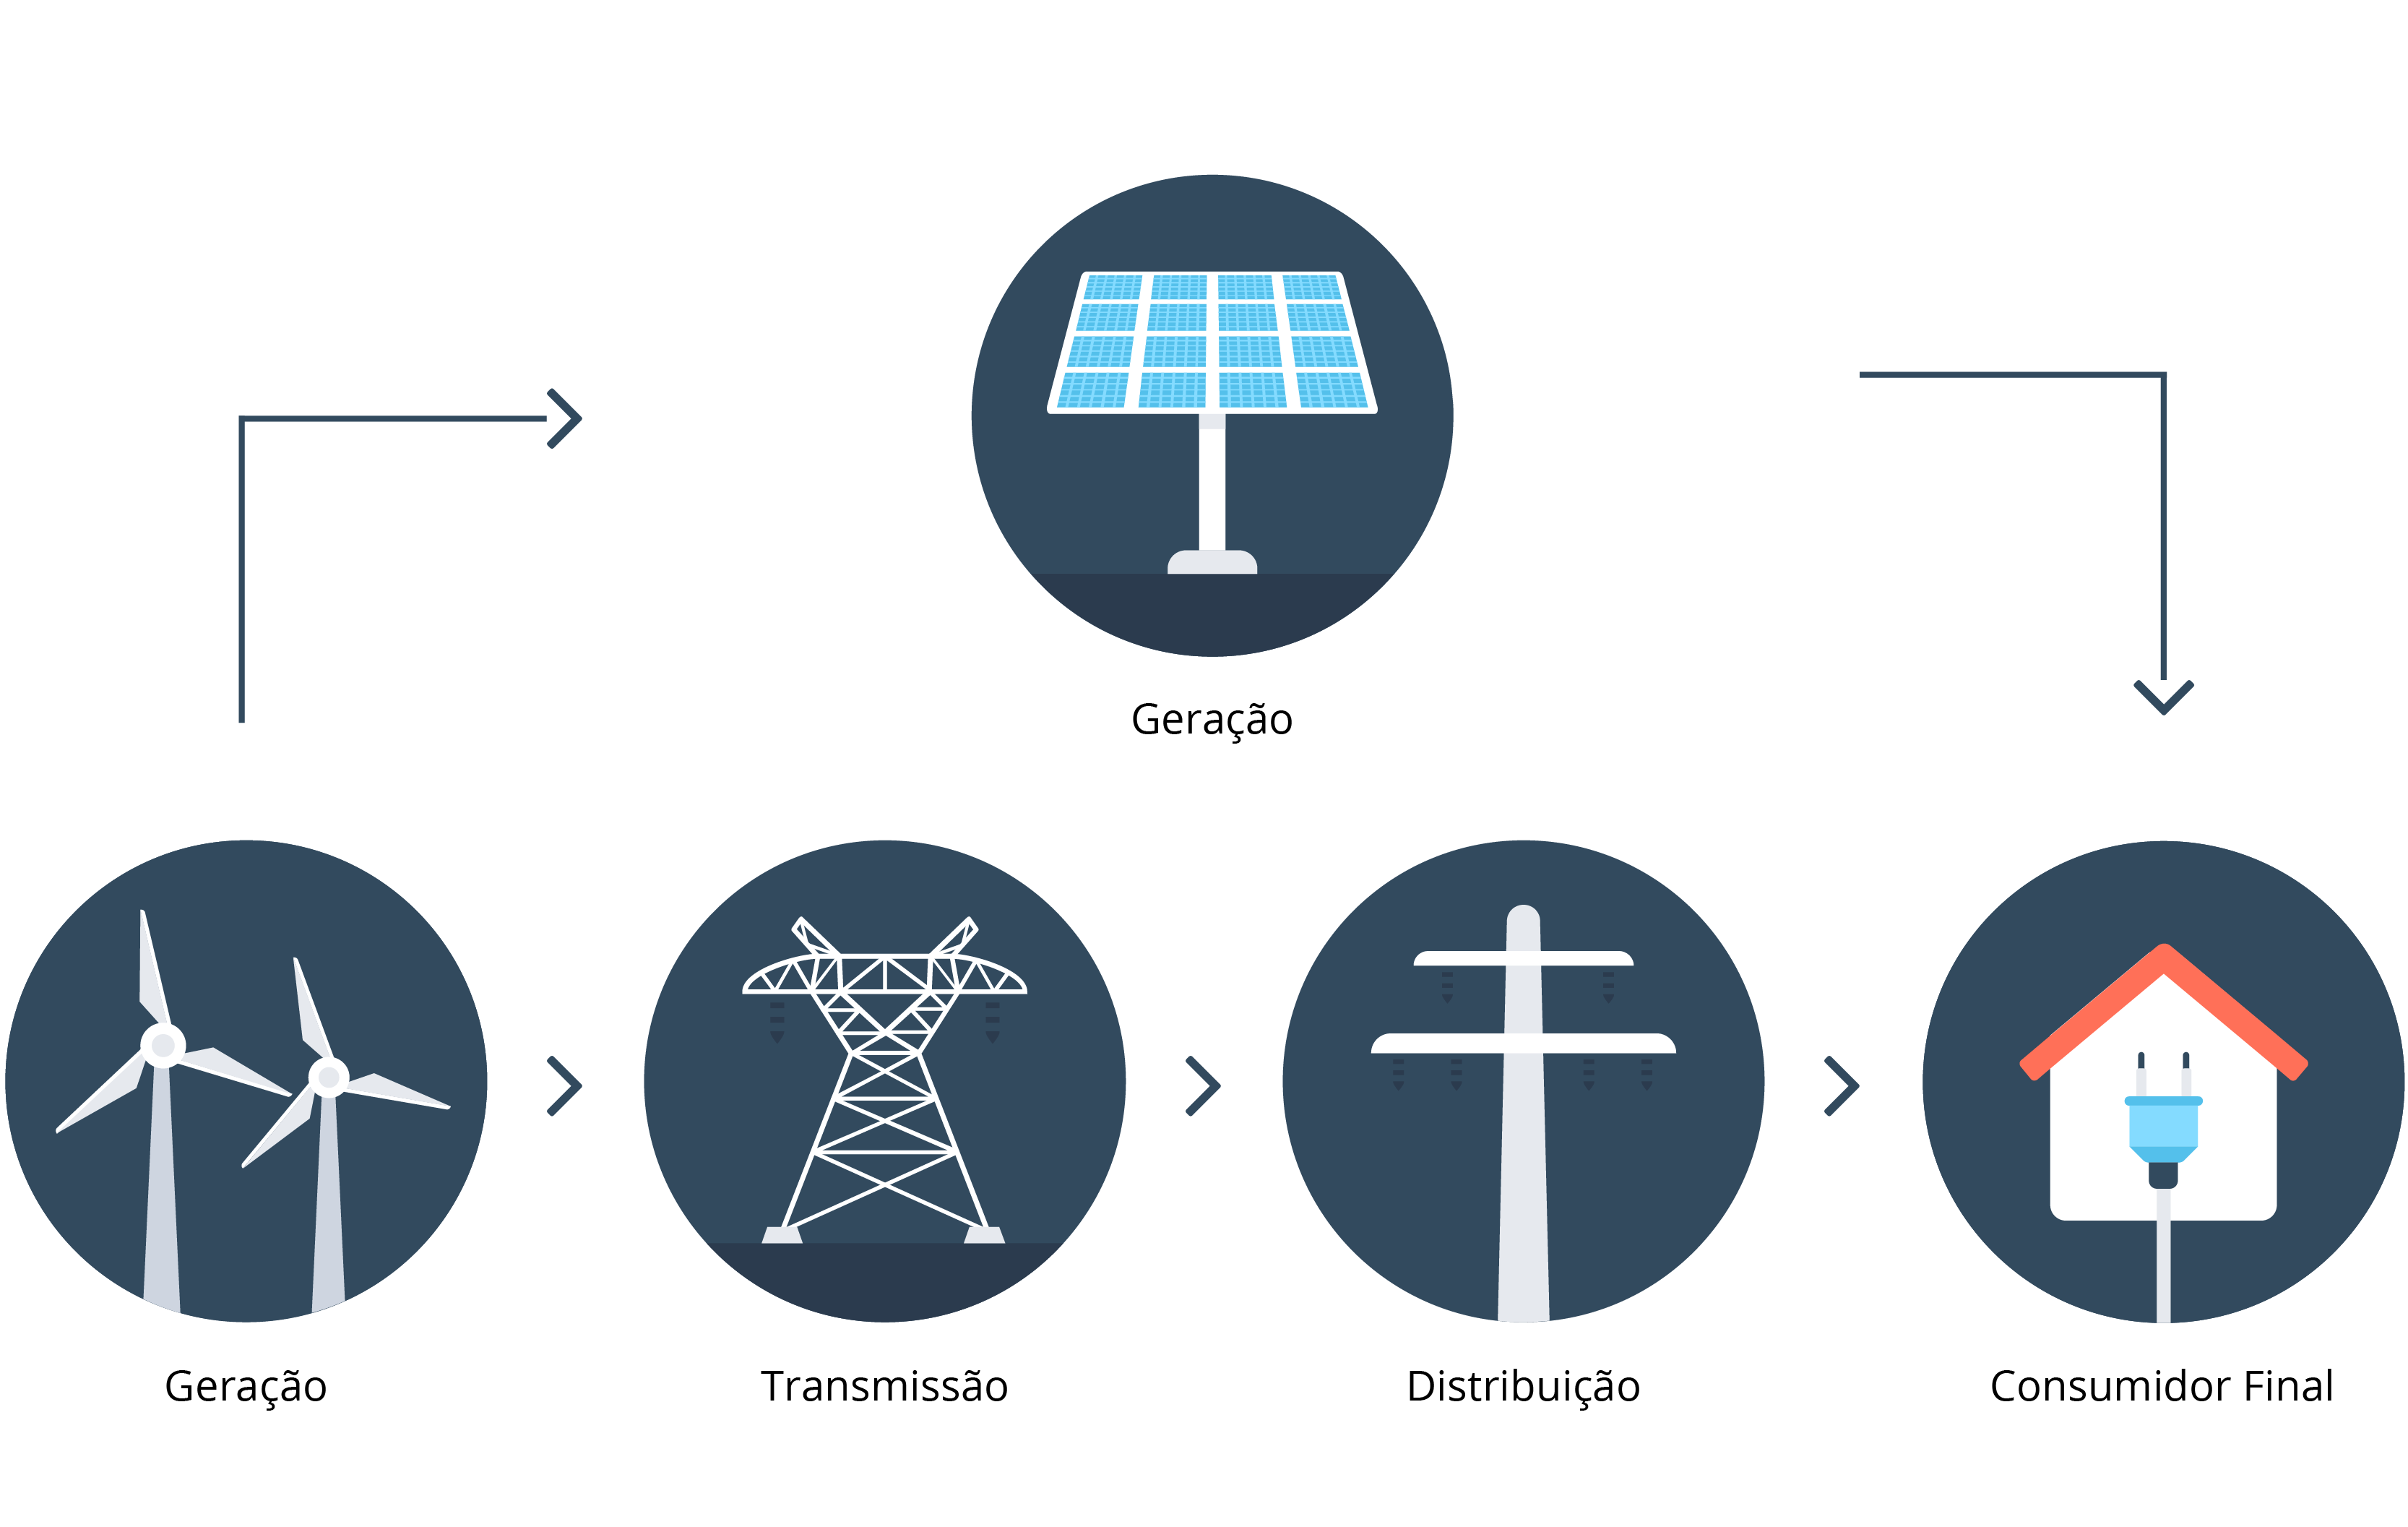 Geração
Geração
Transmissão
Distribuição
Consumidor Final